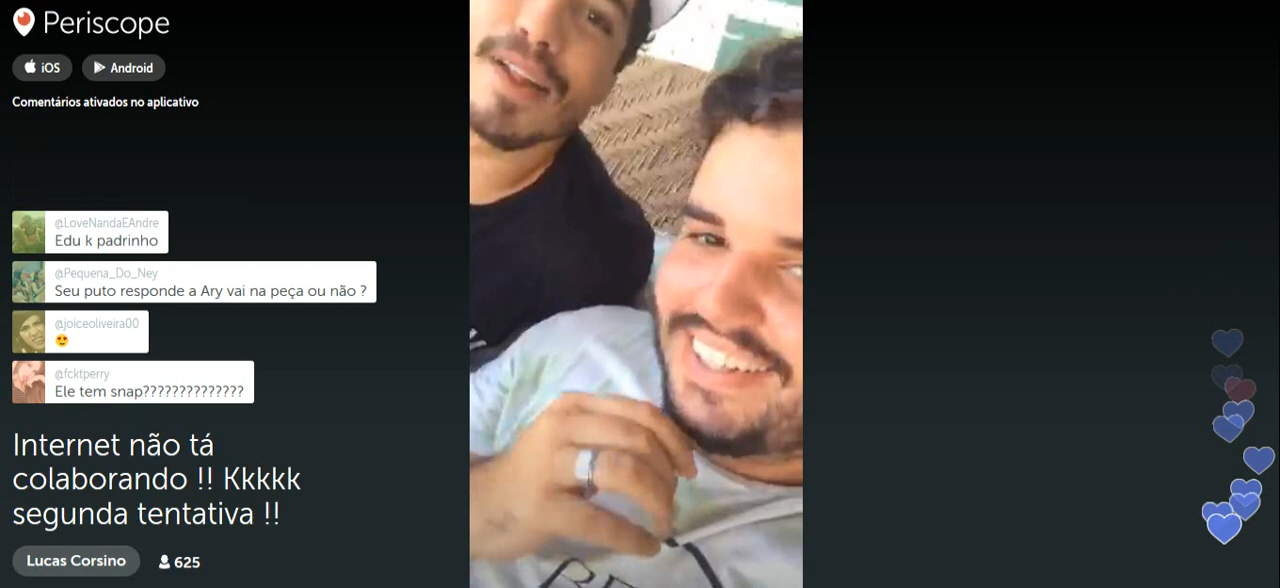 Periscope
iOS
Android
Comentários ativados no aplicativo
@LoveNandaEAndre
Edu k padrinho
@Pequena_Do_Ney
Seu puto responde a Ary vai na peça ou não ?
@joiceoliveira00
😍
@fcktperry
Ele tem snap??????????????
Internet não tá
colaborando !! Kkkkk
segunda tentativa !!
Lucas Corsino
625